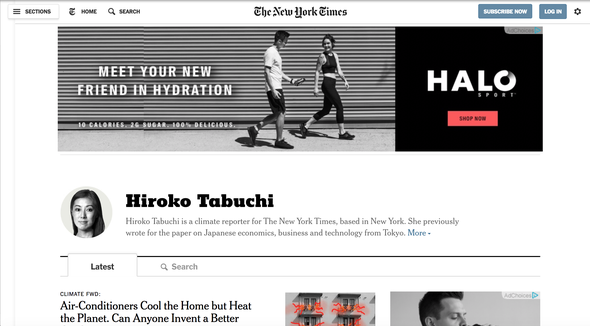 SECTIONS HOME SEARCH
The New York Times
SUBSCRIBE NOW LOG IN
AdChoices
MEET YOUR NEW
FRIEND IN HYDRATION
10 CALORIES. 2G SUGAR. 100% DELICIOUS.
HALO
SPORT
SHOP NOW
Hiroko Tabuchi
Hiroko Tabuchi is a climate reporter for The New York Times, based in New York. She previously
wrote for the paper on Japanese economics, business and technology from Tokyo. More
Latest Search
CLIMATE FWD:
Air-Conditioners Cool the Home but Heat
the Planet. Can Anyone Invent a Better
AdChoices